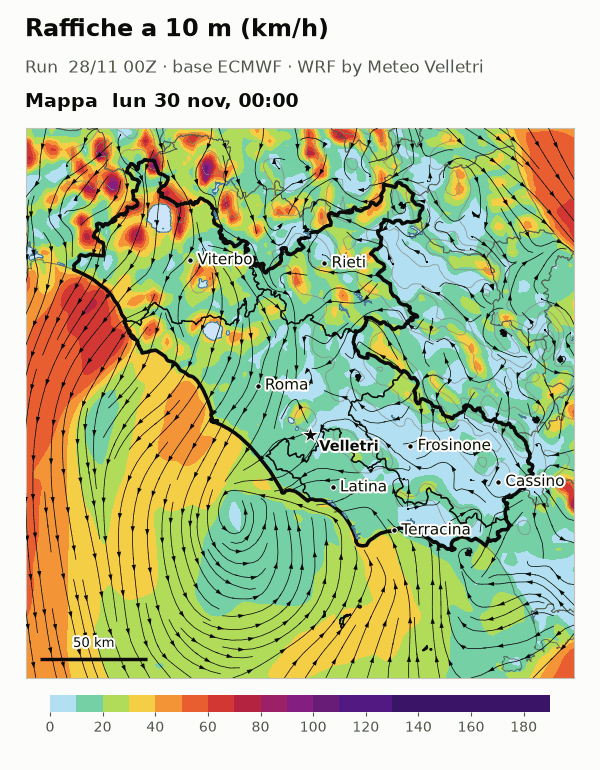 Raffiche a 10 m (km/h)
Run  28/11 00Z · base ECMWF · WRF by Meteo Velletri
Mappa  lun 30 nov, 00:00
Viterbo
Rieti
Roma
Velletri
Frosinone
Cassino
Latina
Terracina
50 km
0 20 40 60 80 100 120 140 160 180